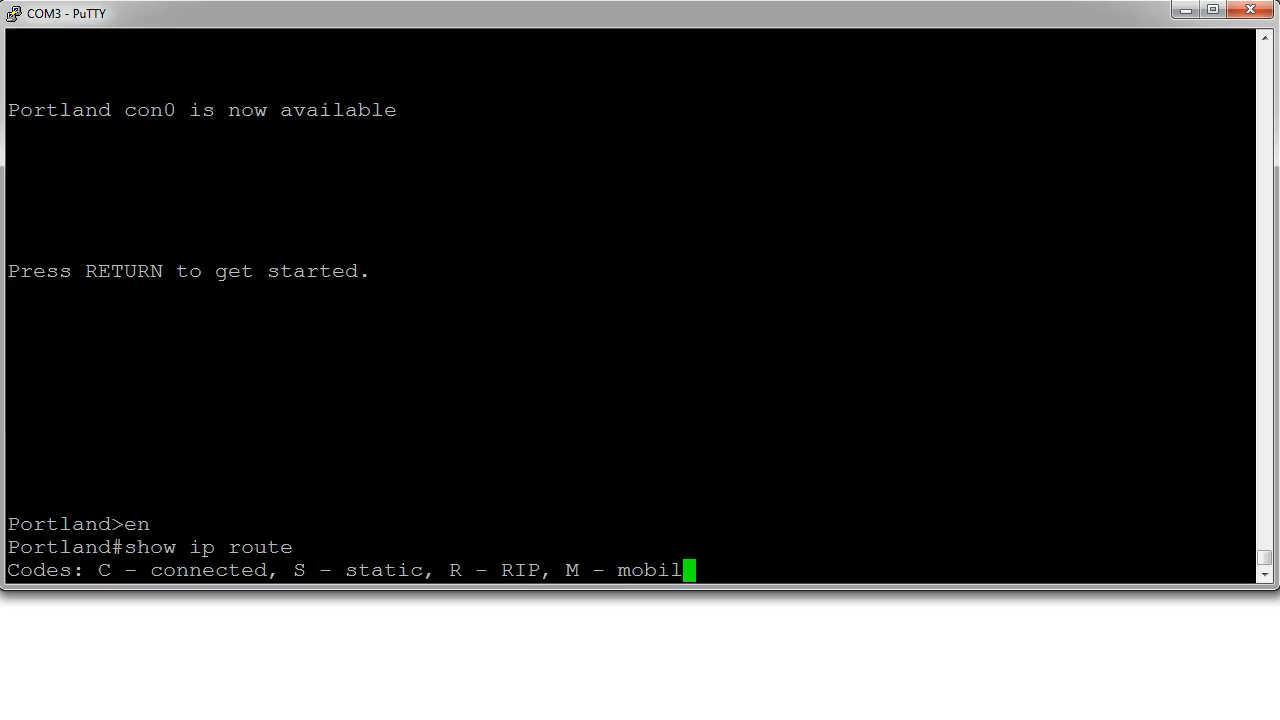 COM3 - PuTTY
Portland con0 is now available
Press RETURN to get started.
Portland>en
Portland#show ip route
Codes: C - connected, S - static, R - RIP, M - mobil